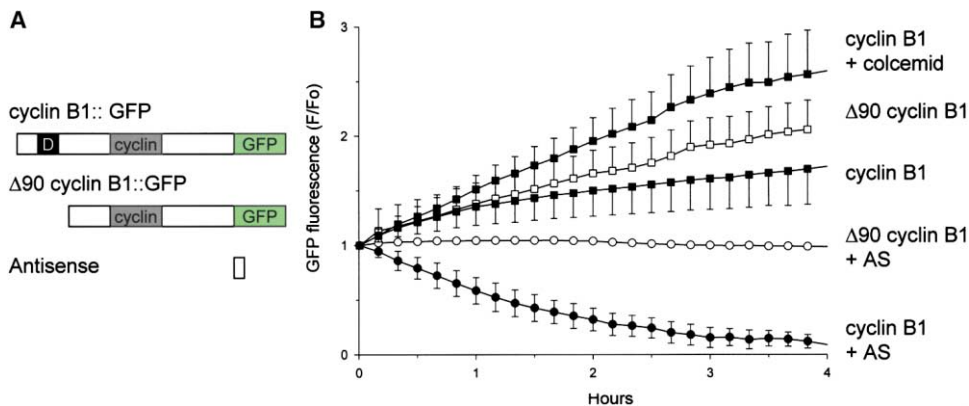 A
cyclin B1:: GFP
D
cyclin
GFP
Δ90 cyclin B1::GFP
cyclin
GFP
Antisense
B
GFP fluorescence (F/Fo)
3
2
1
0
0
1
2
3
4
Hours
cyclin B1
+ colcemid
Δ90 cyclin B1
cyclin B1
Δ90 cyclin B1
+ AS
cyclin B1
+ AS